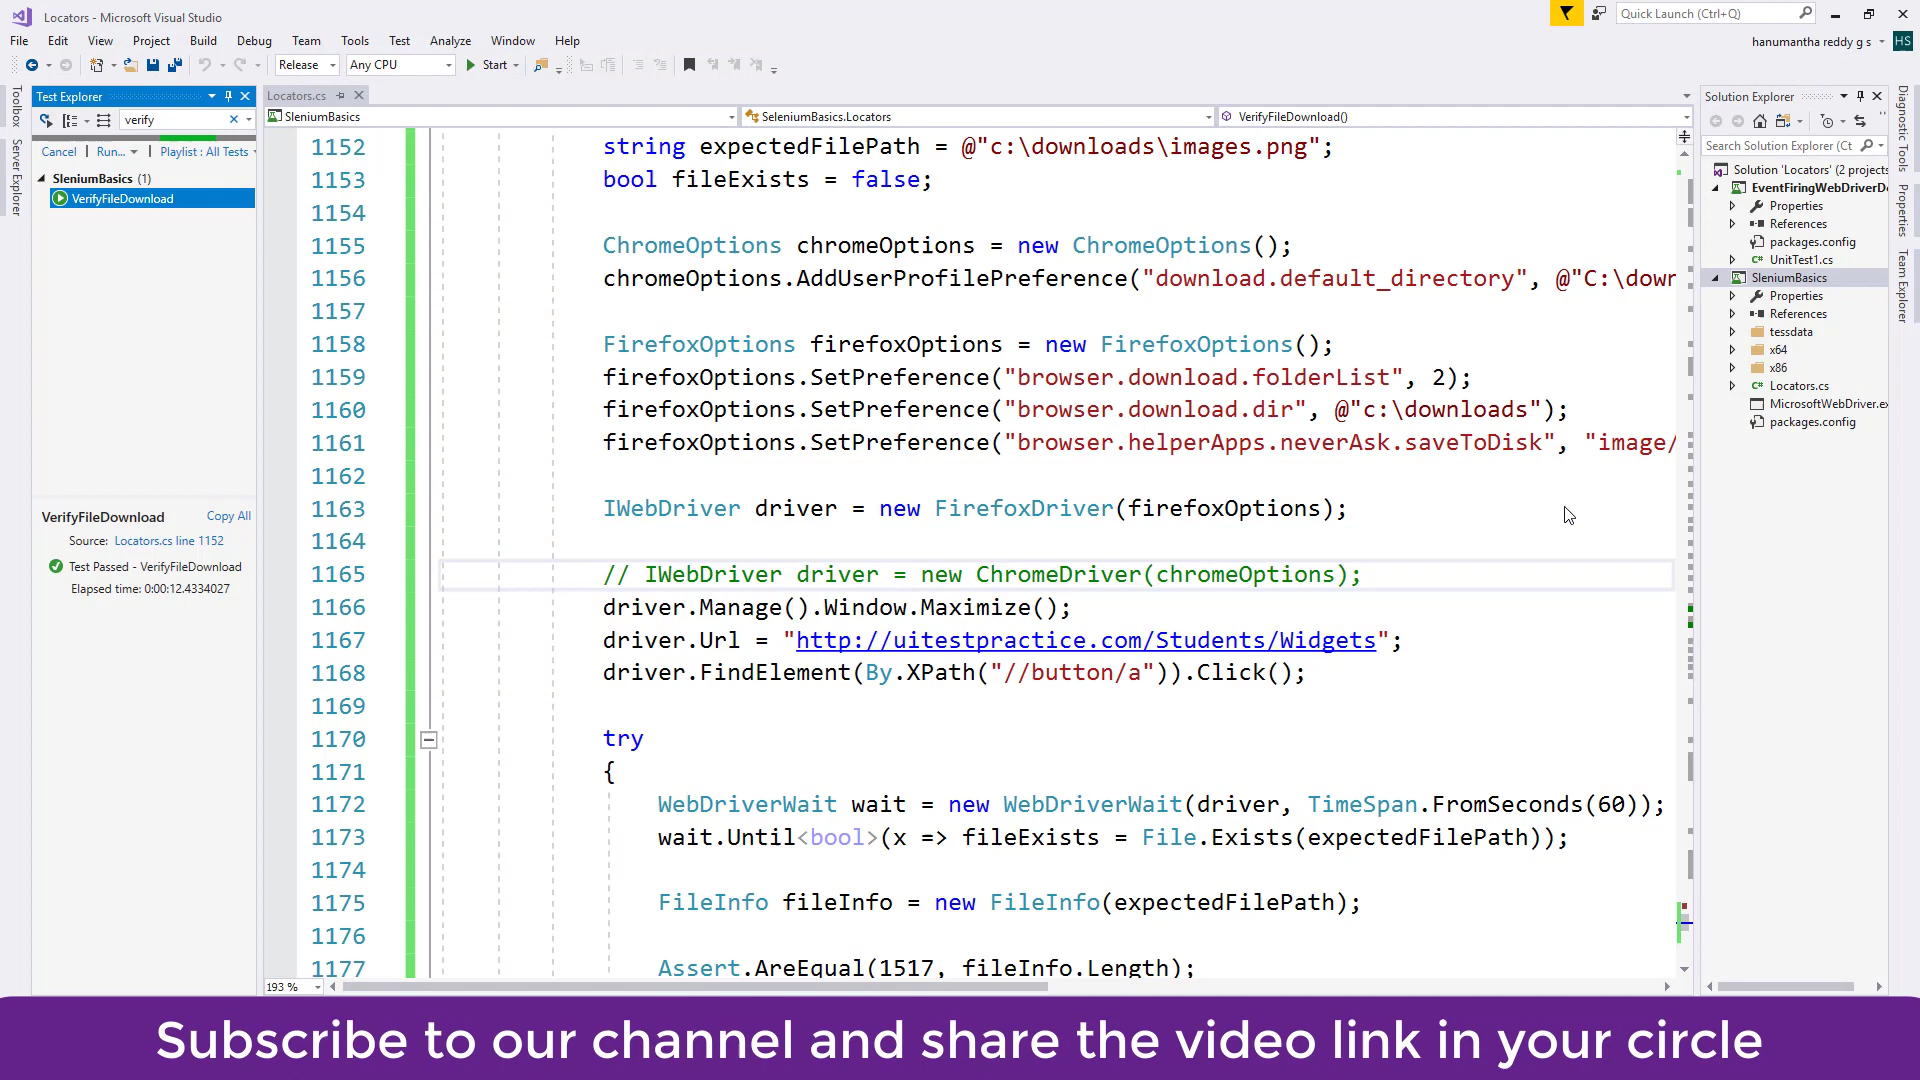 Locators - Microsoft Visual Studio
Quick Launch (Ctrl+Q)
File Edit View Project Build Debug Team Tools Test Analyze Window Help
hanumantha reddy g s HS
Release Any CPU Start
Toolbox
Server Explorer
Test Explorer
verify
Cancel Run... Playlist : All Tests
SleniumBasics (1)
VerifyFileDownload
VerifyFileDownload Copy All
Source: Locators.cs line 1152
Test Passed - VerifyFileDownload
Elapsed time: 0:00:12.4334027
Locators.cs
SleniumBasics SeleniumBasics.Locators VerifyFileDownload()
1152 string expectedFilePath = @"c:\downloads\images.png";
1153 bool fileExists = false;
1154
1155 ChromeOptions chromeOptions = new ChromeOptions();
1156 chromeOptions.AddUserProfilePreference("download.default_directory", @"C:\down
1157
1158 FirefoxOptions firefoxOptions = new FirefoxOptions();
1159 firefoxOptions.SetPreference("browser.download.folderList", 2);
1160 firefoxOptions.SetPreference("browser.download.dir", @"c:\downloads");
1161 firefoxOptions.SetPreference("browser.helperApps.neverAsk.saveToDisk", "image/
1162
1163 IWebDriver driver = new FirefoxDriver(firefoxOptions);
1164
1165 // IWebDriver driver = new ChromeDriver(chromeOptions);
1166 driver.Manage().Window.Maximize();
1167 driver.Url = "http://uitestpractice.com/Students/Widgets";
1168 driver.FindElement(By.XPath("//button/a")).Click();
1169
1170 try
1171 {
1172 WebDriverWait wait = new WebDriverWait(driver, TimeSpan.FromSeconds(60));
1173 wait.Until<bool>(x => fileExists = File.Exists(expectedFilePath));
1174
1175 FileInfo fileInfo = new FileInfo(expectedFilePath);
1176
1177 Assert.AreEqual(1517, fileInfo.Length);
193 %
Solution Explorer
Search Solution Explorer (Ct
Solution 'Locators' (2 projects
EventFiringWebDriverDe
Properties
References
packages.config
UnitTest1.cs
SleniumBasics
Properties
References
tessdata
x64
x86
Locators.cs
MicrosoftWebDriver.ex
packages.config
Diagnostic Tools
Properties
Team Explorer
Subscribe to our channel and share the video link in your circle